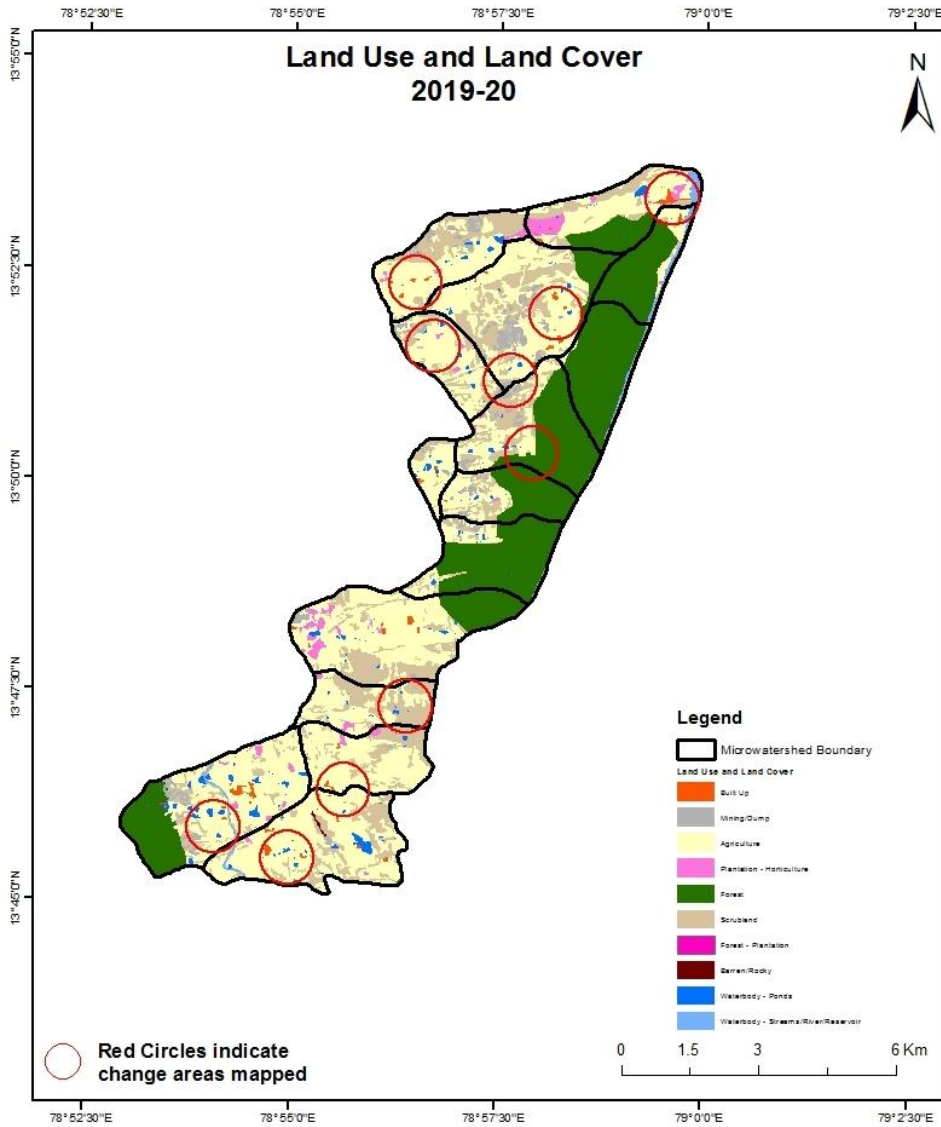 78°52'30"E 78°55'0"E 78°57'30"E 79°0'0"E 79°2'30"E
Land Use and Land Cover
2019-20
N
13°55'0"N
13°52'30"N
13°50'0"N
13°47'30"N
13°45'0"N
Legend
Microwatershed Boundary
Land Use and Land Cover
Built Up
Mining/Dump
Agriculture
Plantation - Horticulture
Forest
Scrubland
Forest - Plantation
Barren/Rocky
Waterbody - Ponds
Waterbody - Streams/River/Reservoir
Red Circles indicate
change areas mapped
0 1.5 3 6 Km
78°52'30"E 78°55'0"E 78°57'30"E 79°0'0"E 79°2'30"E